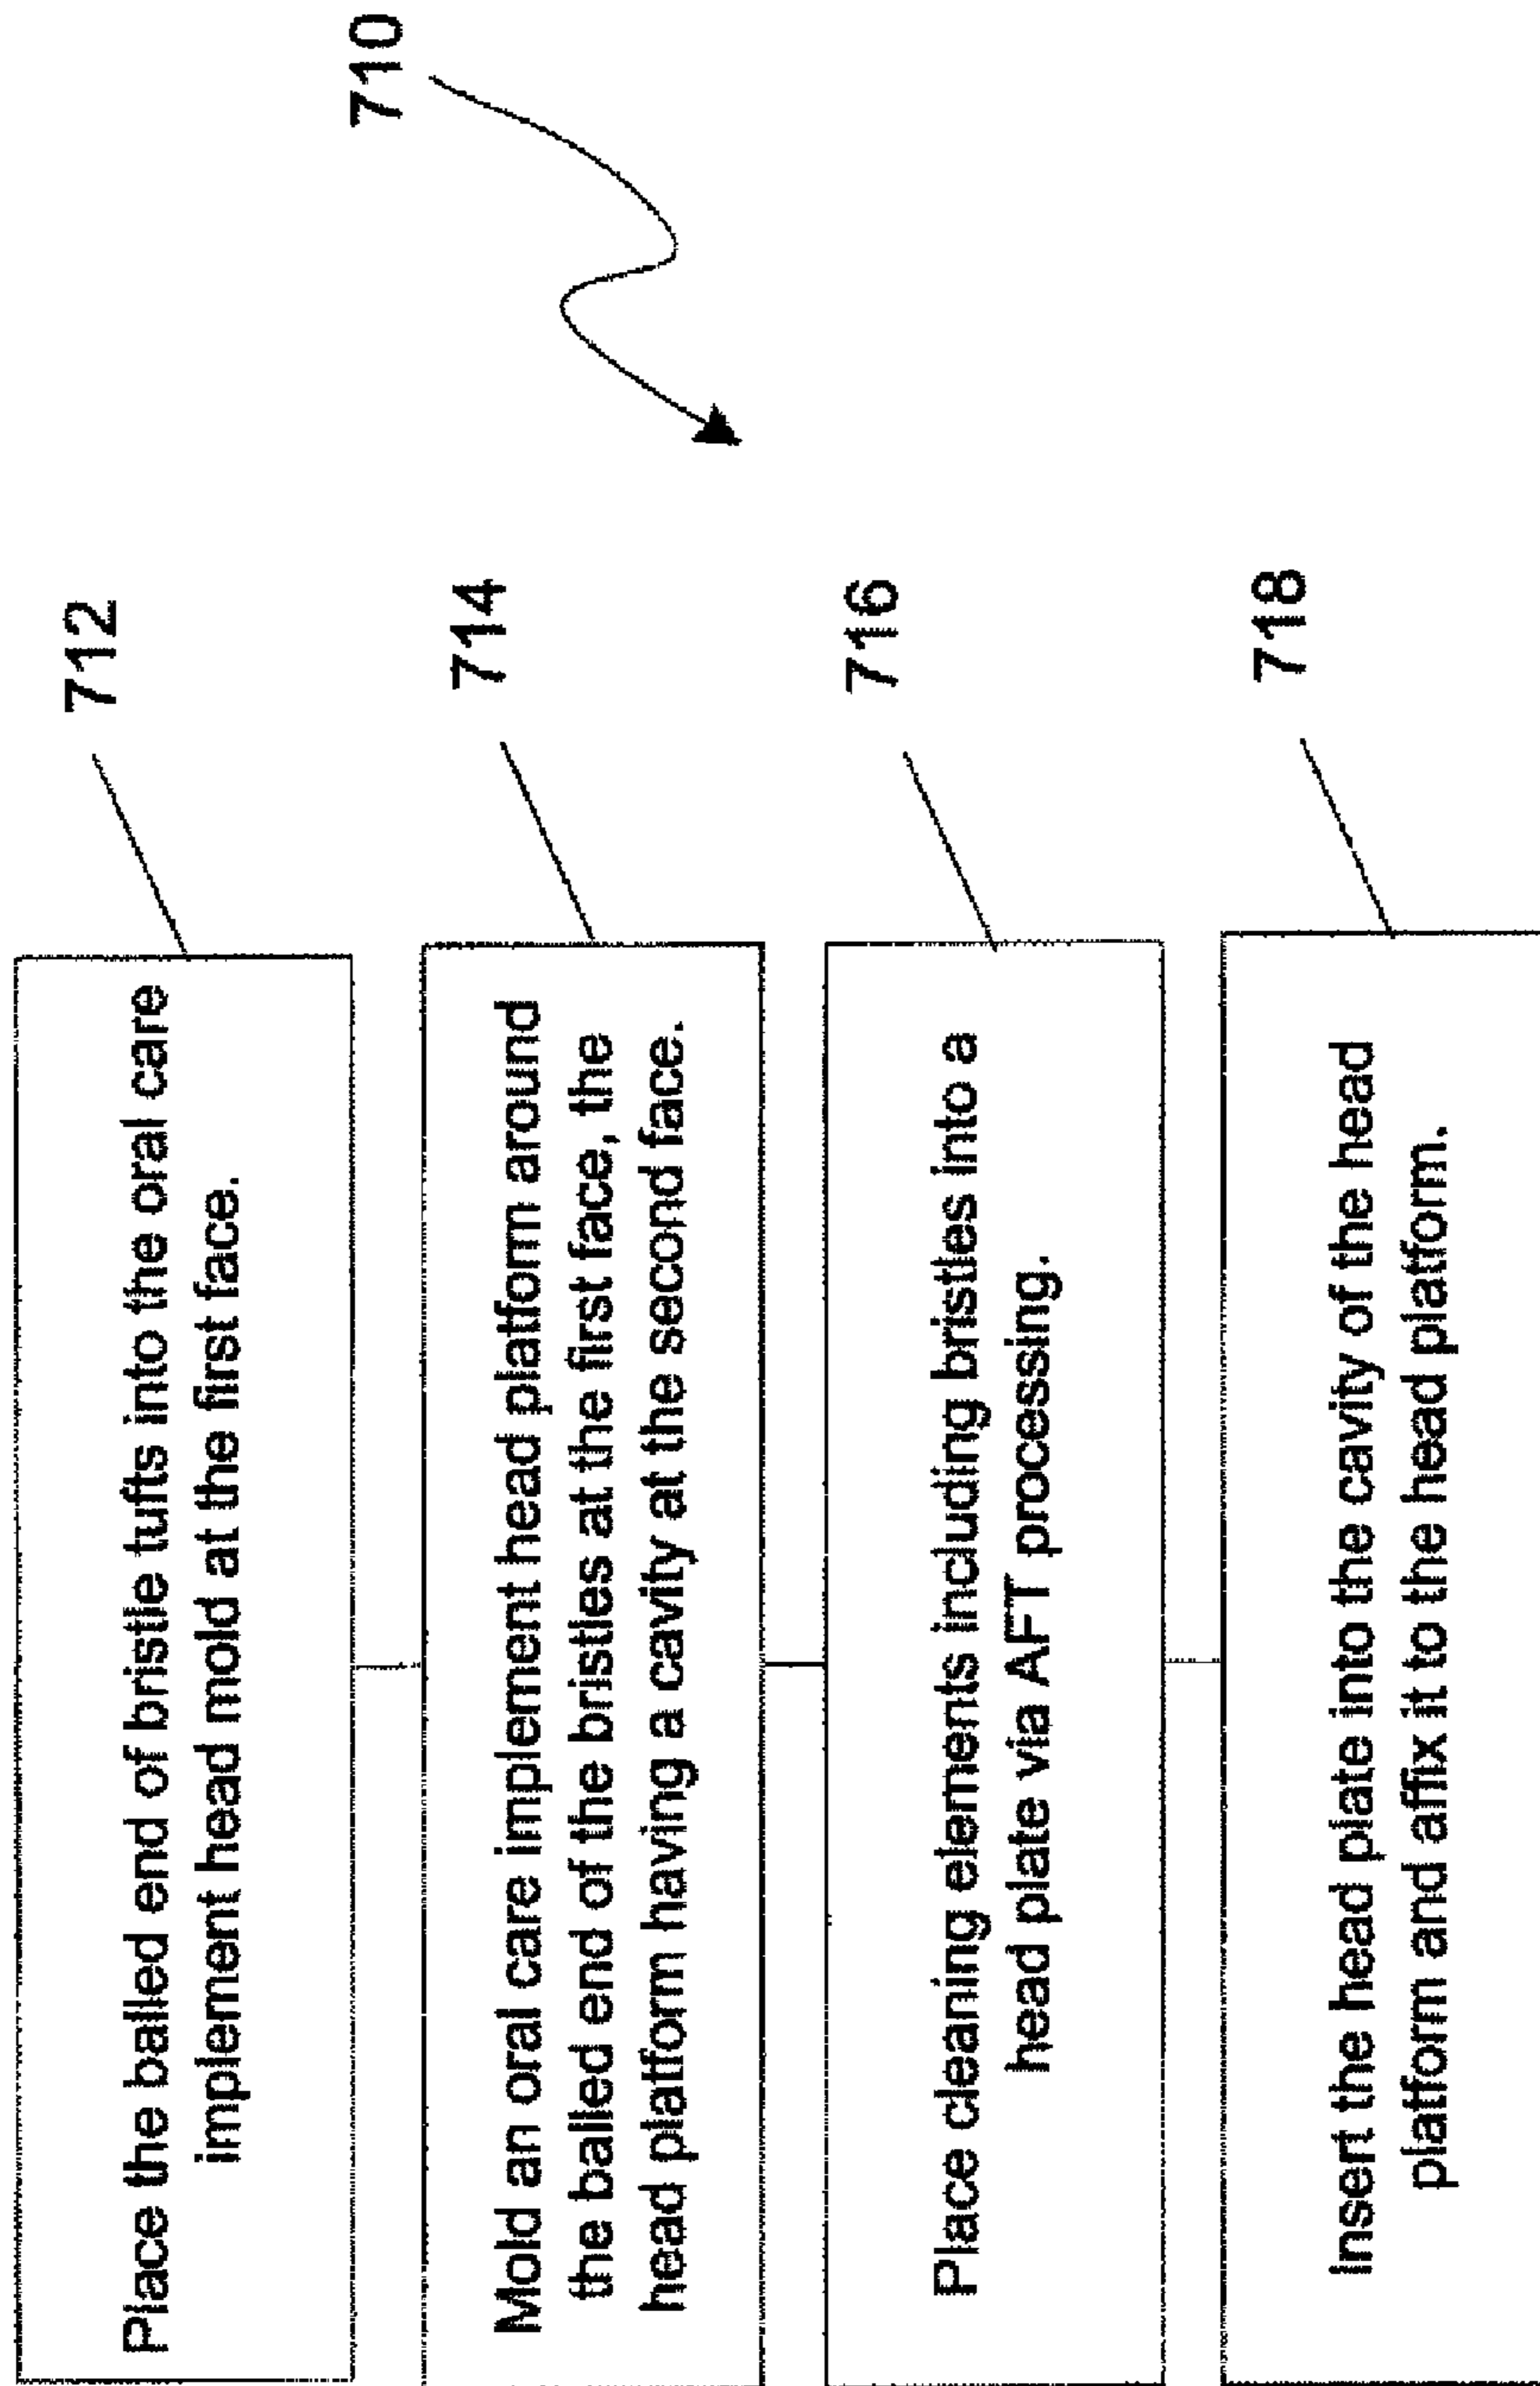 710
712
Place the balled end of bristle tufts into the oral care
implement head mold at the first face.
714
Mold an oral care implement head platform around
the balled end of the bristles at the first face, the
head platform having a cavity at the second face.
716
Place cleaning elements including bristles into a
head plate via AFT processing.
718
Insert the head plate into the cavity of the head
platform and affix it to the head platform.